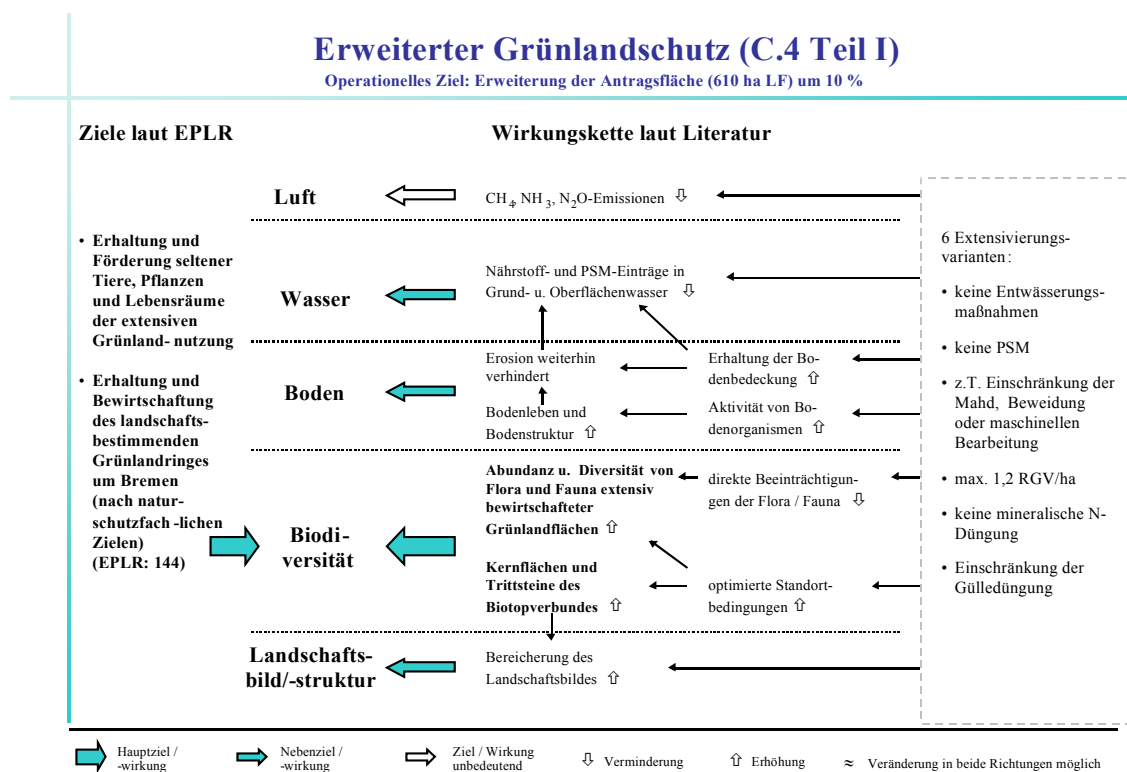 Erweiterter Grünlandschutz (C.4 Teil I)
Operationelles Ziel: Erweiterung der Antragsfläche (610 ha LF) um 10 %
Ziele laut EPLR
Wirkungskette laut Literatur
• Erhaltung und
Förderung seltener
Tiere, Pflanzen
und Lebensräume
der extensiven
Grünland- nutzung
• Erhaltung und
Bewirtschaftung
des landschafts-
bestimmenden
Grünlandringes
um Bremen
(nach natur-
schutzfach -lichen
Zielen)
(EPLR: 144)
Luft
CH₄, NH₃, N₂O-Emissionen ⇩
Wasser
Nährstoff- und PSM-Einträge in
Grund- u. Oberflächenwasser ⇩
Boden
Erosion weiterhin
verhindert
Erhaltung der Bo-
denbedeckung ⇧
Bodenleben und
Bodenstruktur ⇧
Aktivität von Bo-
denorganismen ⇧
Biodi-
versität
Abundanz u. Diversität von
Flora und Fauna extensiv
bewirtschafteter
Grünlandflächen ⇧
direkte Beeinträchtigun-
gen der Flora / Fauna ⇩
Kernflächen und
Trittsteine des
Biotopverbundes ⇧
optimierte Standort-
bedingungen ⇧
Landschafts-
bild/-struktur
Bereicherung des
Landschaftsbildes ⇧
6 Extensivierungs-
varianten:
• keine Entwässerungs-
maßnahmen
• keine PSM
• z.T. Einschränkung der
Mahd, Beweidung
oder maschinellen
Bearbeitung
• max. 1,2 RGV/ha
• keine mineralische N-
Düngung
• Einschränkung der
Gülledüngung
Hauptziel /
-wirkung
Nebenziel /
-wirkung
Ziel / Wirkung
unbedeutend
⇩ Verminderung
⇧ Erhöhung
≈ Veränderung in beide Richtungen möglich